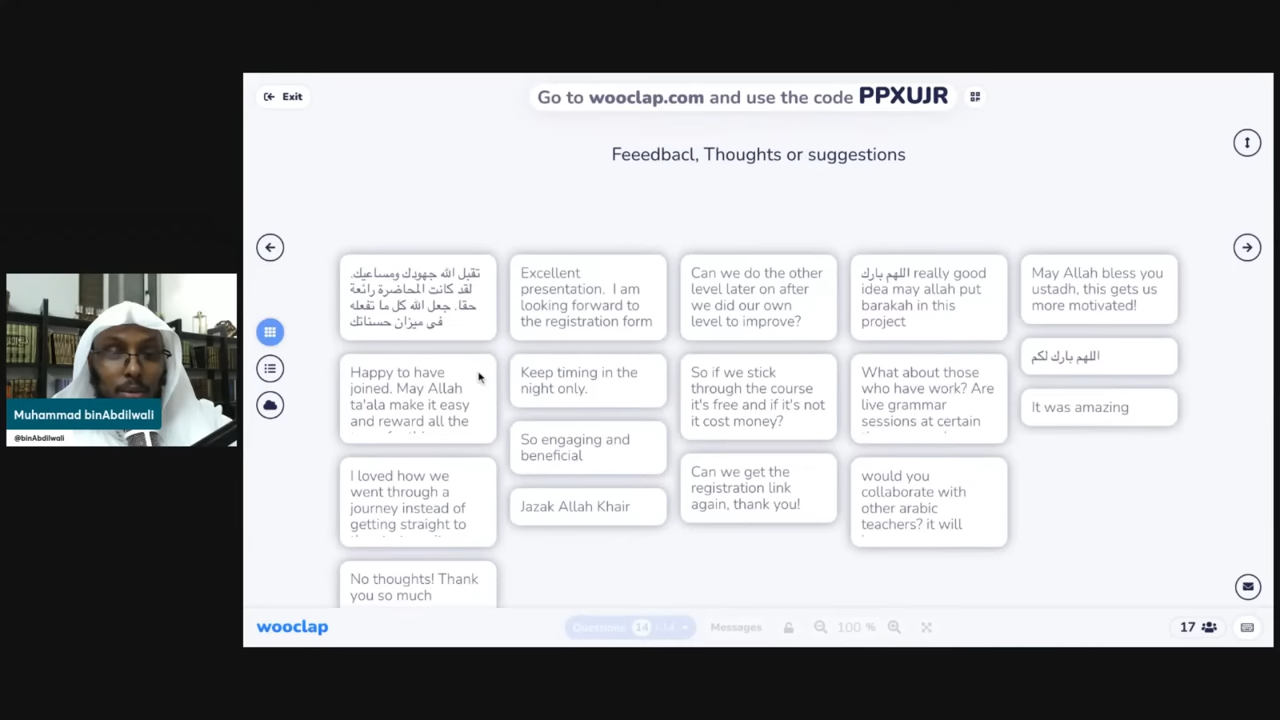 Exit
Go to wooclap.com and use the code PPXUJR
Feeedbacl, Thoughts or suggestions
تقبل الله جهودك ومساعيك.
لقد كانت المحاضرة رائعة
حقا. جعل الله كل ما تفعله
في ميزان حسناتك
Happy to have
joined. May Allah
ta'ala make it easy
and reward all the
I loved how we
went through a
journey instead of
getting straight to
No thoughts! Thank
you so much
Excellent
presentation. I am
looking forward to
the registration form
Keep timing in the
night only.
So engaging and
beneficial
Jazak Allah Khair
Can we do the other
level later on after
we did our own
level to improve?
So if we stick
through the course
it's free and if it's not
it cost money?
Can we get the
registration link
again, thank you!
اللهم بارك really good
idea may allah put
barakah in this
project
What about those
who have work? Are
live grammar
sessions at certain
would you
collaborate with
other arabic
teachers? it will
May Allah bless you
ustadh, this gets us
more motivated!
اللهم بارك لكم
It was amazing
Muhammad binAbdilwali
@binAbdilwali
wooclap
Questions 14
Messages
100 %
17